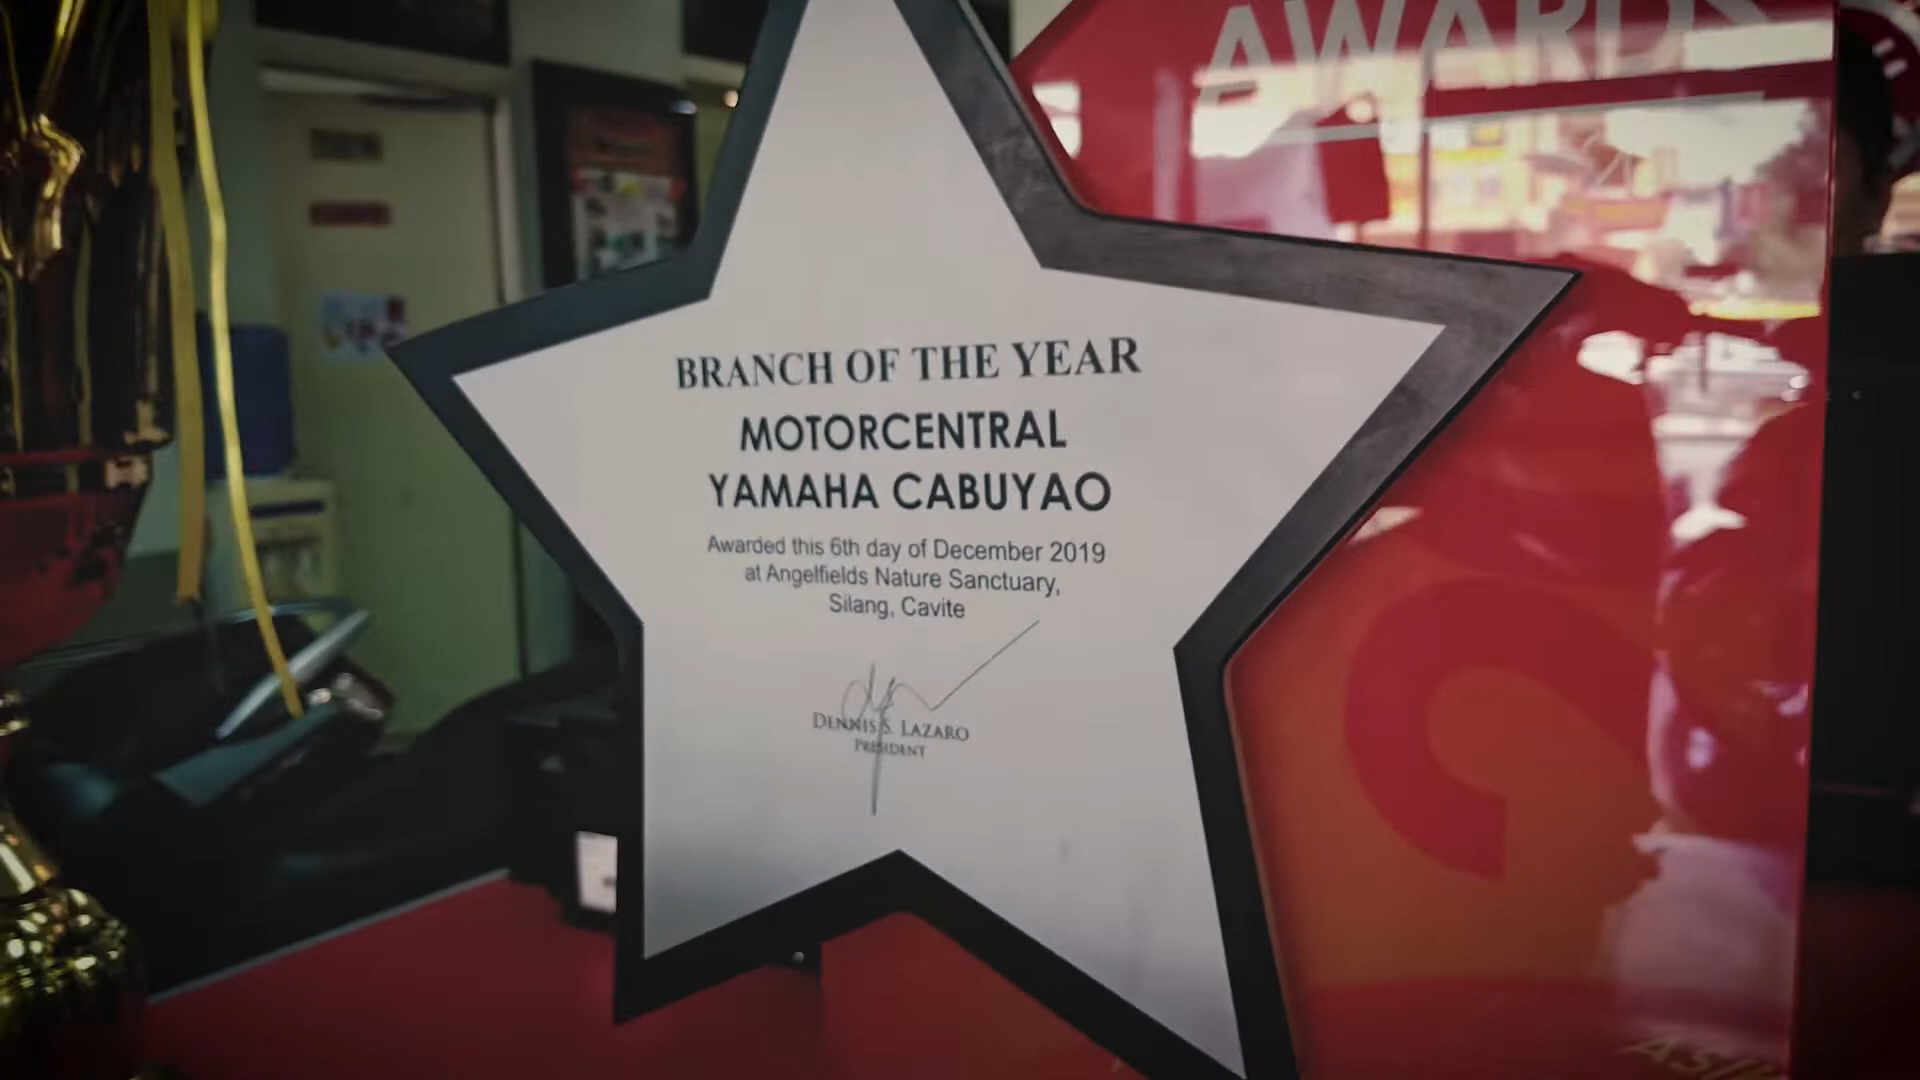 AWARDS
BRANCH OF THE YEAR
MOTORCENTRAL
YAMAHA CABUYAO
Awarded this 6th day of December 2019
at Angelfields Nature Sanctuary,
Silang, Cavite
DENNIS S. LAZARO
PRESIDENT